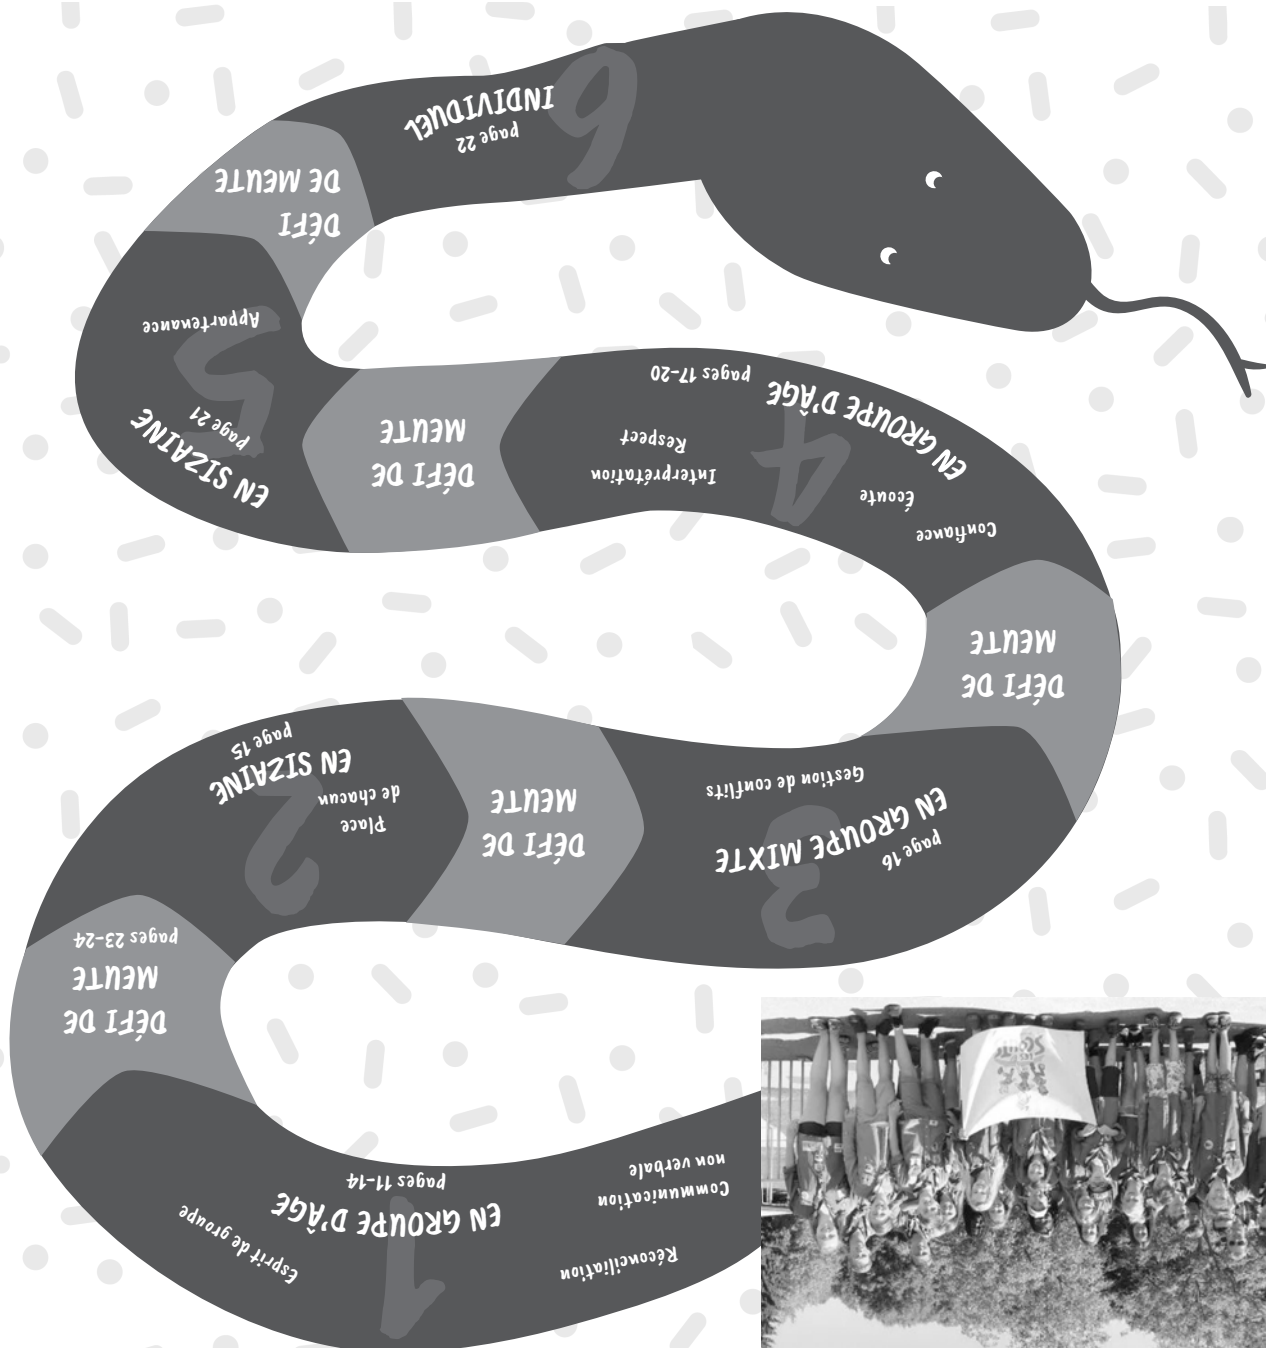 1
Réconciliation
Esprit de groupe
EN GROUPE D'ÂGE
pages 11-14
Communication
non verbale
DÉFI DE
MEUTE
pages 23-24
2
Place
de chacun
EN SIZAINE
page 15
DÉFI DE
MEUTE
3
page 16
EN GROUPE MIXTE
Gestion de conflits
DÉFI DE
MEUTE
4
Confiance
Écoute
EN GROUPE D'ÂGE
pages 17-20
Interprétation
Respect
DÉFI DE
MEUTE
5
EN SIZAINE
page 21
Appartenance
DÉFI
DE MEUTE
6
page 22
INDIVIDUEL